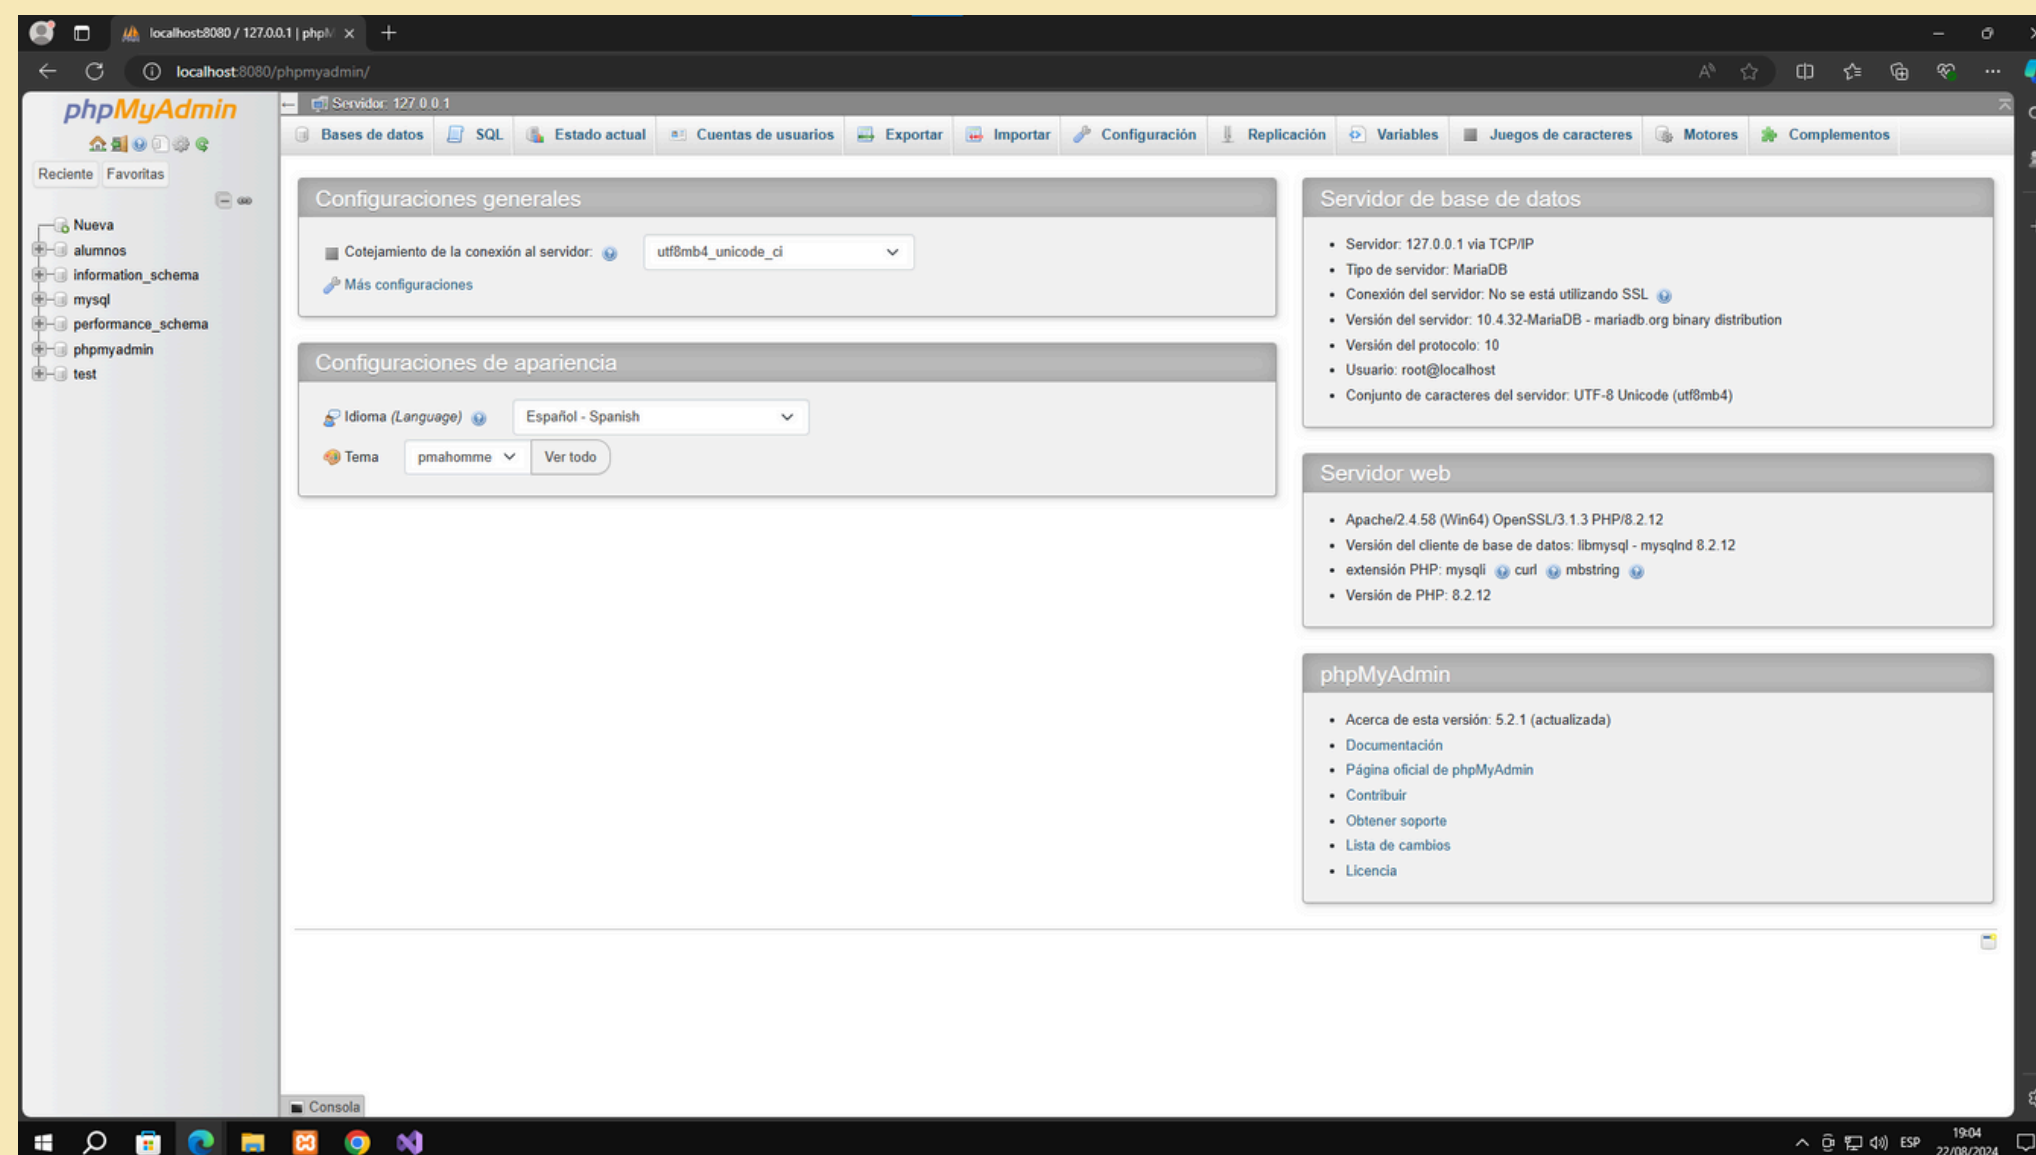 localhost:8080 / 127.0.0.1 | phpM
localhost:8080/phpmyadmin/
phpMyAdmin
Reciente Favoritas
Nueva
alumnos
information_schema
mysql
performance_schema
phpmyadmin
test
Servidor: 127.0.0.1
Bases de datos SQL Estado actual Cuentas de usuarios Exportar Importar Configuración Replicación Variables Juegos de caracteres Motores Complementos
Configuraciones generales
Cotejamiento de la conexión al servidor: utf8mb4_unicode_ci
Más configuraciones
Configuraciones de apariencia
Idioma (Language) Español - Spanish
Tema pmahomme Ver todo
Servidor de base de datos
• Servidor: 127.0.0.1 via TCP/IP
• Tipo de servidor: MariaDB
• Conexión del servidor: No se está utilizando SSL
• Versión del servidor: 10.4.32-MariaDB - mariadb.org binary distribution
• Versión del protocolo: 10
• Usuario: root@localhost
• Conjunto de caracteres del servidor: UTF-8 Unicode (utf8mb4)
Servidor web
• Apache/2.4.58 (Win64) OpenSSL/3.1.3 PHP/8.2.12
• Versión del cliente de base de datos: libmysql - mysqlnd 8.2.12
• extensión PHP: mysqli curl mbstring
• Versión de PHP: 8.2.12
phpMyAdmin
• Acerca de esta versión: 5.2.1 (actualizada)
• Documentación
• Página oficial de phpMyAdmin
• Contribuir
• Obtener soporte
• Lista de cambios
• Licencia
Consola
ESP
19:04
22/08/2024